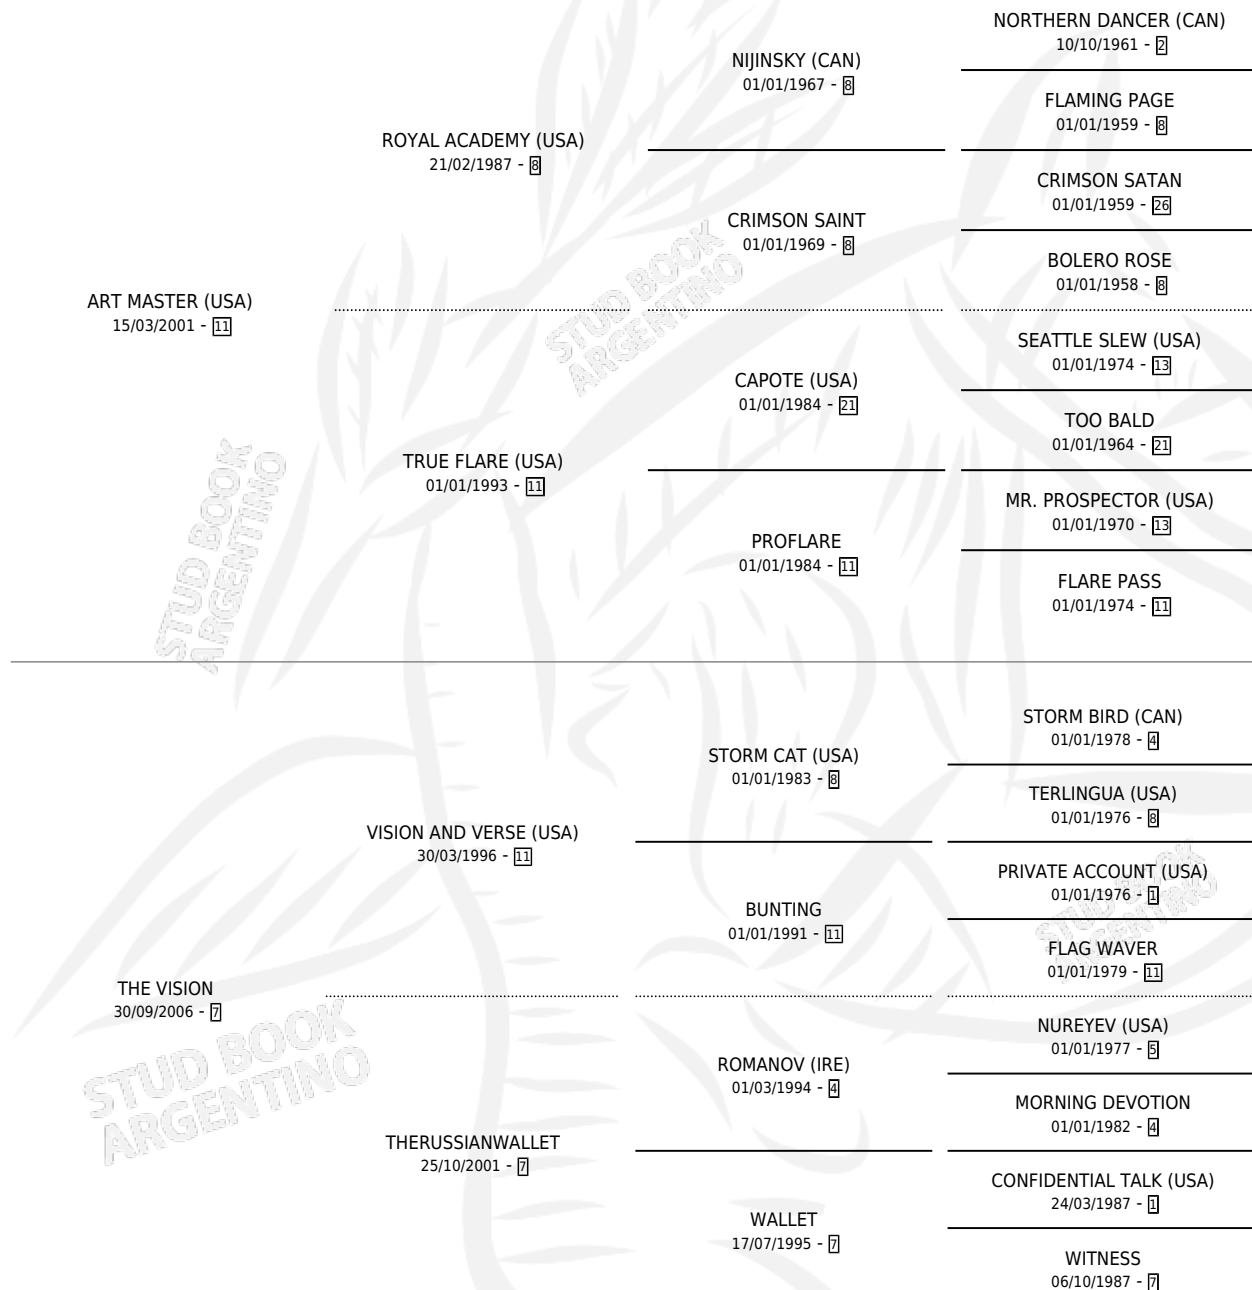 NORTHERN DANCER (CAN)
10/10/1961 - 2
NIJINSKY (CAN)
01/01/1967 - 8
FLAMING PAGE
01/01/1959 - 8
ROYAL ACADEMY (USA)
21/02/1987 - 8
CRIMSON SATAN
01/01/1959 - 26
CRIMSON SAINT
01/01/1969 - 8
BOLERO ROSE
01/01/1958 - 8
ART MASTER (USA)
15/03/2001 - 11
SEATTLE SLEW (USA)
01/01/1974 - 13
CAPOTE (USA)
01/01/1984 - 21
TOO BALD
01/01/1964 - 21
TRUE FLARE (USA)
01/01/1993 - 11
MR. PROSPECTOR (USA)
01/01/1970 - 13
PROFLARE
01/01/1984 - 11
FLARE PASS
01/01/1974 - 11
STORM BIRD (CAN)
01/01/1978 - 4
STORM CAT (USA)
01/01/1983 - 8
TERLINGUA (USA)
01/01/1976 - 8
VISION AND VERSE (USA)
30/03/1996 - 11
PRIVATE ACCOUNT (USA)
01/01/1976 - 1
BUNTING
01/01/1991 - 11
FLAG WAVER
01/01/1979 - 11
THE VISION
30/09/2006 - 7
NUREYEV (USA)
01/01/1977 - 5
ROMANOV (IRE)
01/03/1994 - 4
MORNING DEVOTION
01/01/1982 - 4
THERUSSIANWALLET
25/10/2001 - 7
CONFIDENTIAL TALK (USA)
24/03/1987 - 1
WALLET
17/07/1995 - 7
WITNESS
06/10/1987 - 7
STUD BOOK
ARGENTINO
STUD BOOK
ARGENTINO
STUD BOOK
ARGENTINO
STUD BOOK
ARGENTINO